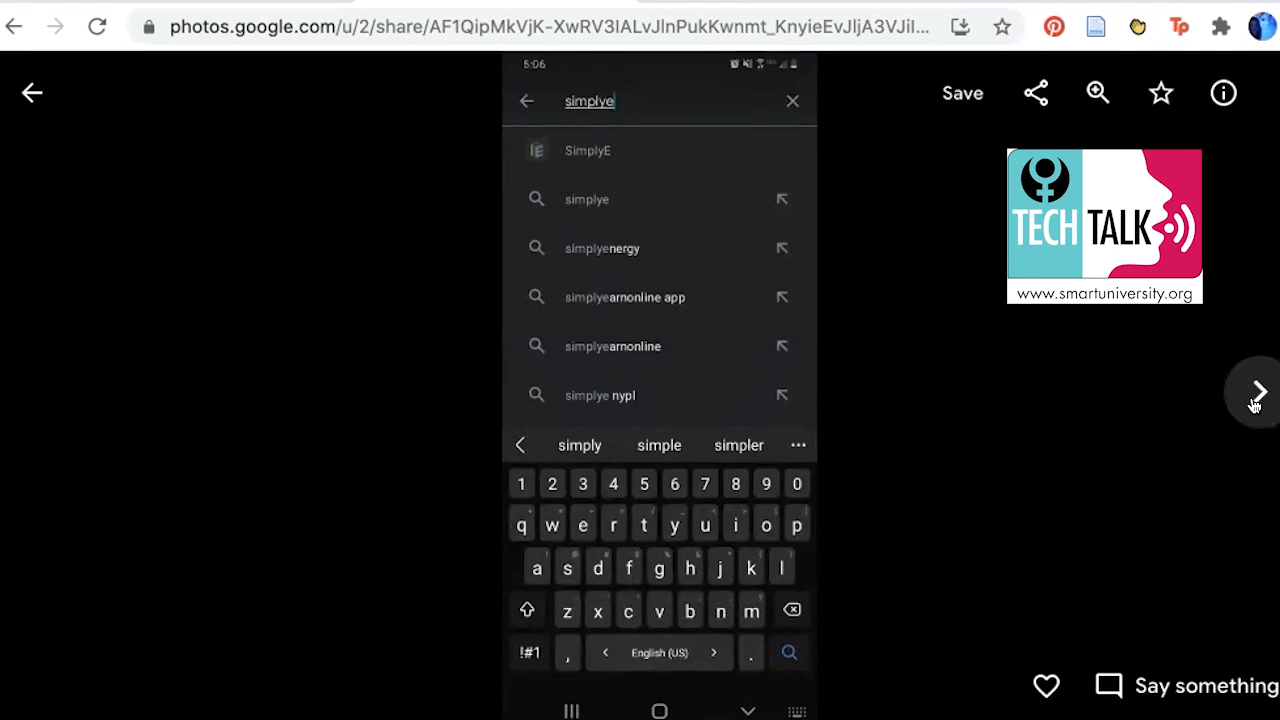 photos.google.com/u/2/share/AF1QipMkVjK-XwRV3IALvJlnPukKwnmt_KnyieEvJljA3VJiI...
5:06
simplye
Save
SimplyE
simplye
simplyenergy
simplyearnonline app
simplyearnonline
simplye nypl
TECH TALK
www.smartuniversity.org
simply simple simpler
1 2 3 4 5 6 7 8 9 0
q w e r t y u i o p
a s d f g h j k l
z x c v b n m
!#1 , < English (US) > .
Say something